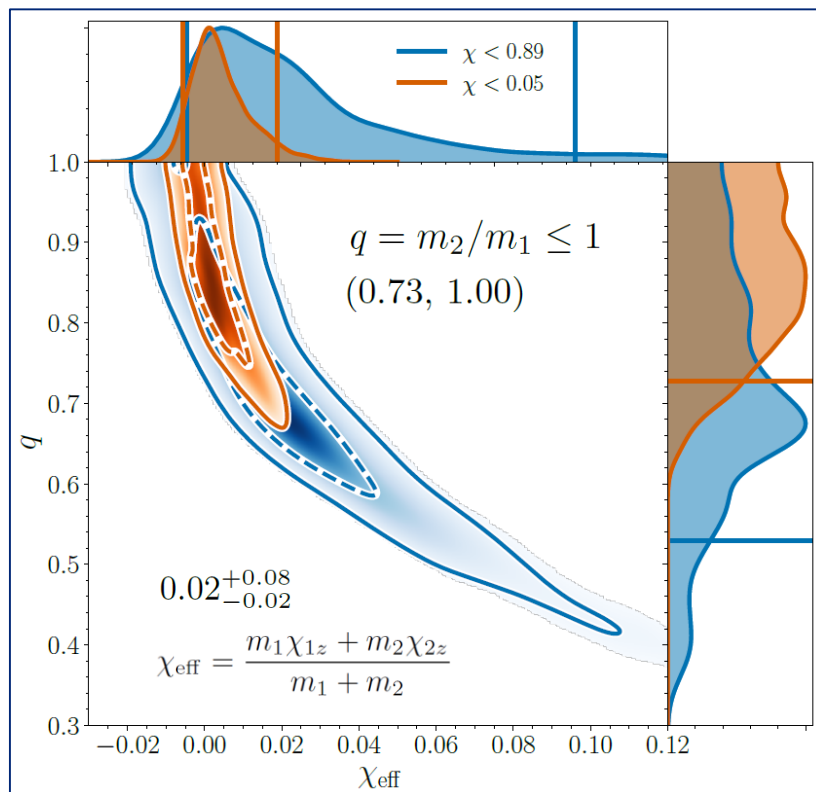 χ < 0.89
χ < 0.05
1.0
0.9
0.8
0.7
0.6
0.5
0.4
0.3
q
q = m₂/m₁ ≤ 1
(0.73, 1.00)
0.02^{+0.08}_{-0.02}
χ_eff = (m₁χ₁z + m₂χ₂z) / (m₁ + m₂)
−0.02 0.00 0.02 0.04 0.06 0.08 0.10 0.12
χ_eff